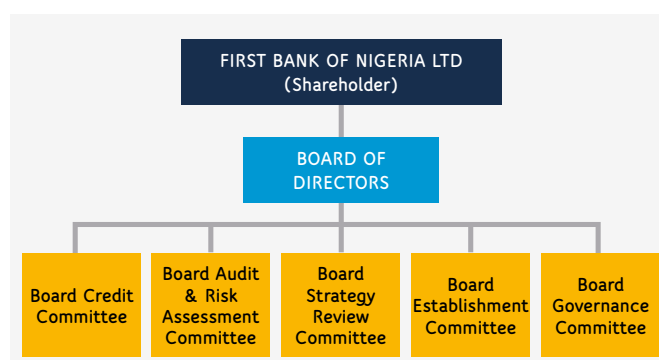 FIRST BANK OF NIGERIA LTD
(Shareholder)
BOARD OF
DIRECTORS
Board Credit
Committee
Board Audit
& Risk
Assessment
Committee
Board
Strategy
Review
Committee
Board
Establishment
Committee
Board
Governance
Committee